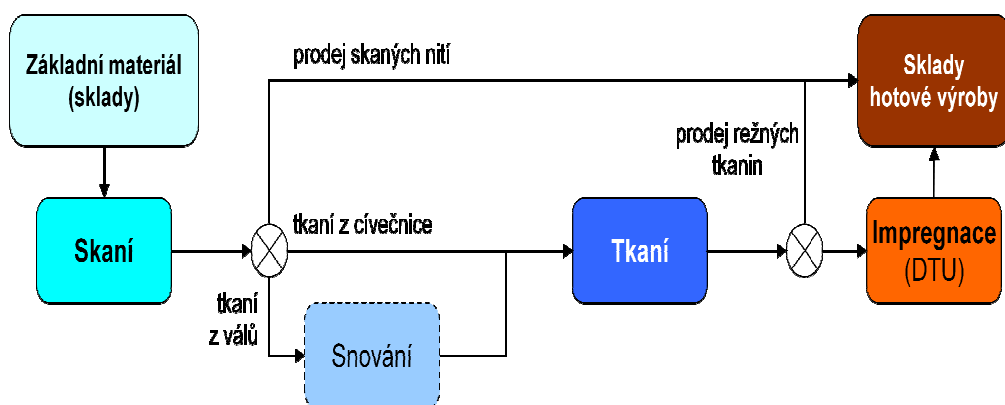 Základní materiál
(sklady)
prodej skaných nití
Sklady
hotové výroby
prodej režných
tkanin
Skaní
tkaní z cívečnice
Tkaní
Impregnace
(DTU)
tkaní
z válů
Snování